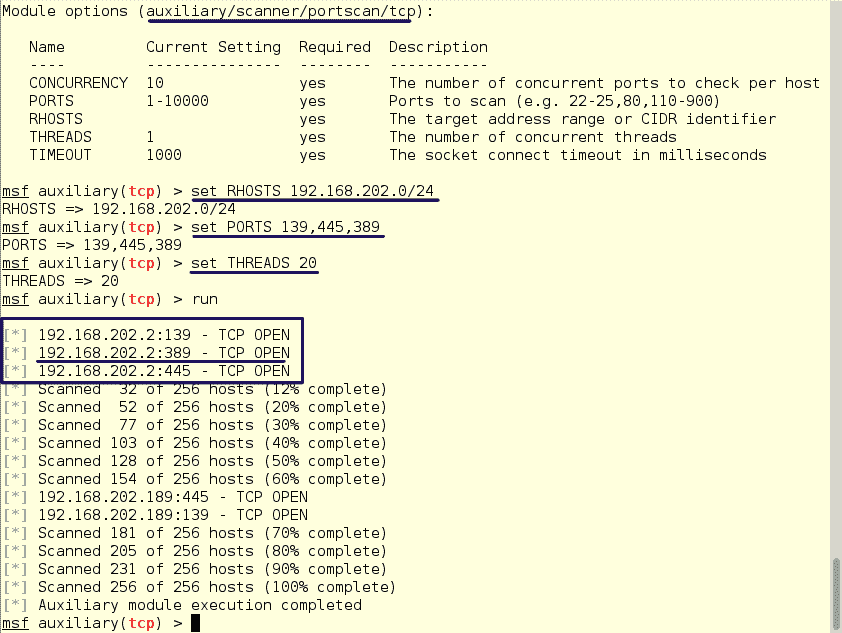 Module options (auxiliary/scanner/portscan/tcp):
Name Current Setting Required Description
---- --------------- -------- -----------
CONCURRENCY 10 yes The number of concurrent ports to check per host
PORTS 1-10000 yes Ports to scan (e.g. 22-25,80,110-900)
RHOSTS yes The target address range or CIDR identifier
THREADS 1 yes The number of concurrent threads
TIMEOUT 1000 yes The socket connect timeout in milliseconds
msf auxiliary(tcp) > set RHOSTS 192.168.202.0/24
RHOSTS => 192.168.202.0/24
msf auxiliary(tcp) > set PORTS 139,445,389
PORTS => 139,445,389
msf auxiliary(tcp) > set THREADS 20
THREADS => 20
msf auxiliary(tcp) > run
[*] 192.168.202.2:139 - TCP OPEN
[*] 192.168.202.2:389 - TCP OPEN
[*] 192.168.202.2:445 - TCP OPEN
[*] Scanned 32 of 256 hosts (12% complete)
[*] Scanned 52 of 256 hosts (20% complete)
[*] Scanned 77 of 256 hosts (30% complete)
[*] Scanned 103 of 256 hosts (40% complete)
[*] Scanned 128 of 256 hosts (50% complete)
[*] Scanned 154 of 256 hosts (60% complete)
[*] 192.168.202.189:445 - TCP OPEN
[*] 192.168.202.189:139 - TCP OPEN
[*] Scanned 181 of 256 hosts (70% complete)
[*] Scanned 205 of 256 hosts (80% complete)
[*] Scanned 231 of 256 hosts (90% complete)
[*] Scanned 256 of 256 hosts (100% complete)
[*] Auxiliary module execution completed
msf auxiliary(tcp) >